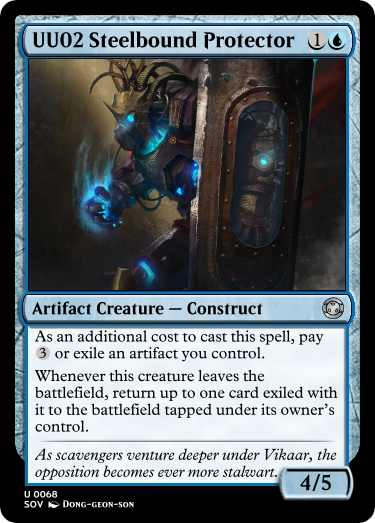 UU02 Steelbound Protector 1
Artifact Creature — Construct
As an additional cost to cast this spell, pay
3 or exile an artifact you control.
Whenever this creature leaves the
battlefield, return up to one card exiled with
it to the battlefield tapped under its owner's
control.
As scavengers venture deeper under Vikaar, the
opposition becomes ever more stalwart.
4/5
U 0068
SOV DONG-GEON-SON